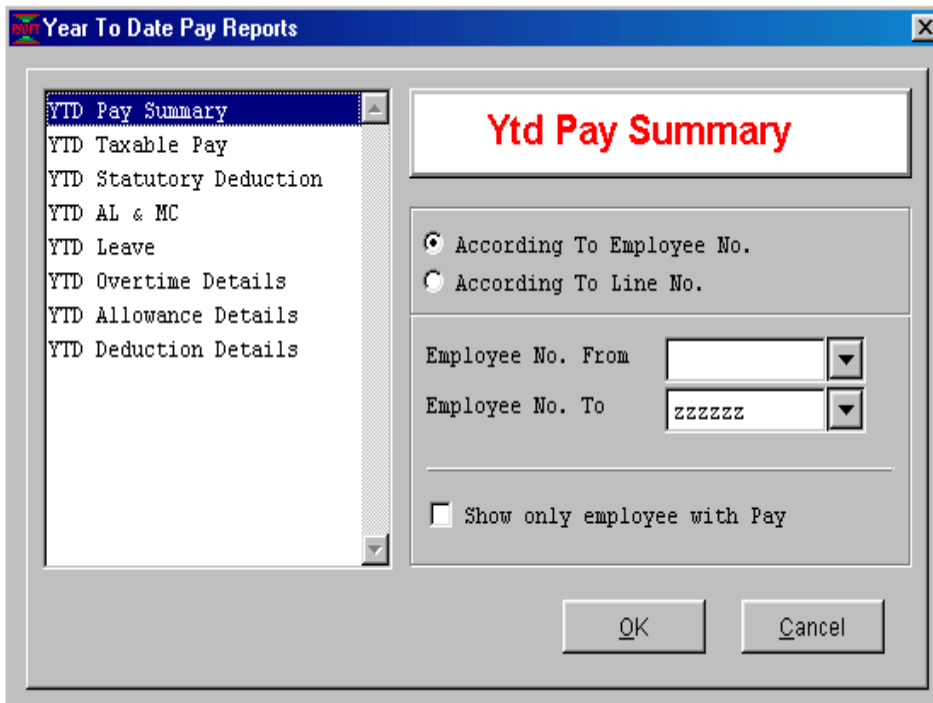 ISOFT Year To Date Pay Reports
YTD Pay Summary
YTD Taxable Pay
YTD Statutory Deduction
YTD AL & MC
YTD Leave
YTD Overtime Details
YTD Allowance Details
YTD Deduction Details
Ytd Pay Summary
According To Employee No.
According To Line No.
Employee No. From
Employee No. To zzzzzz
Show only employee with Pay
OK Cancel